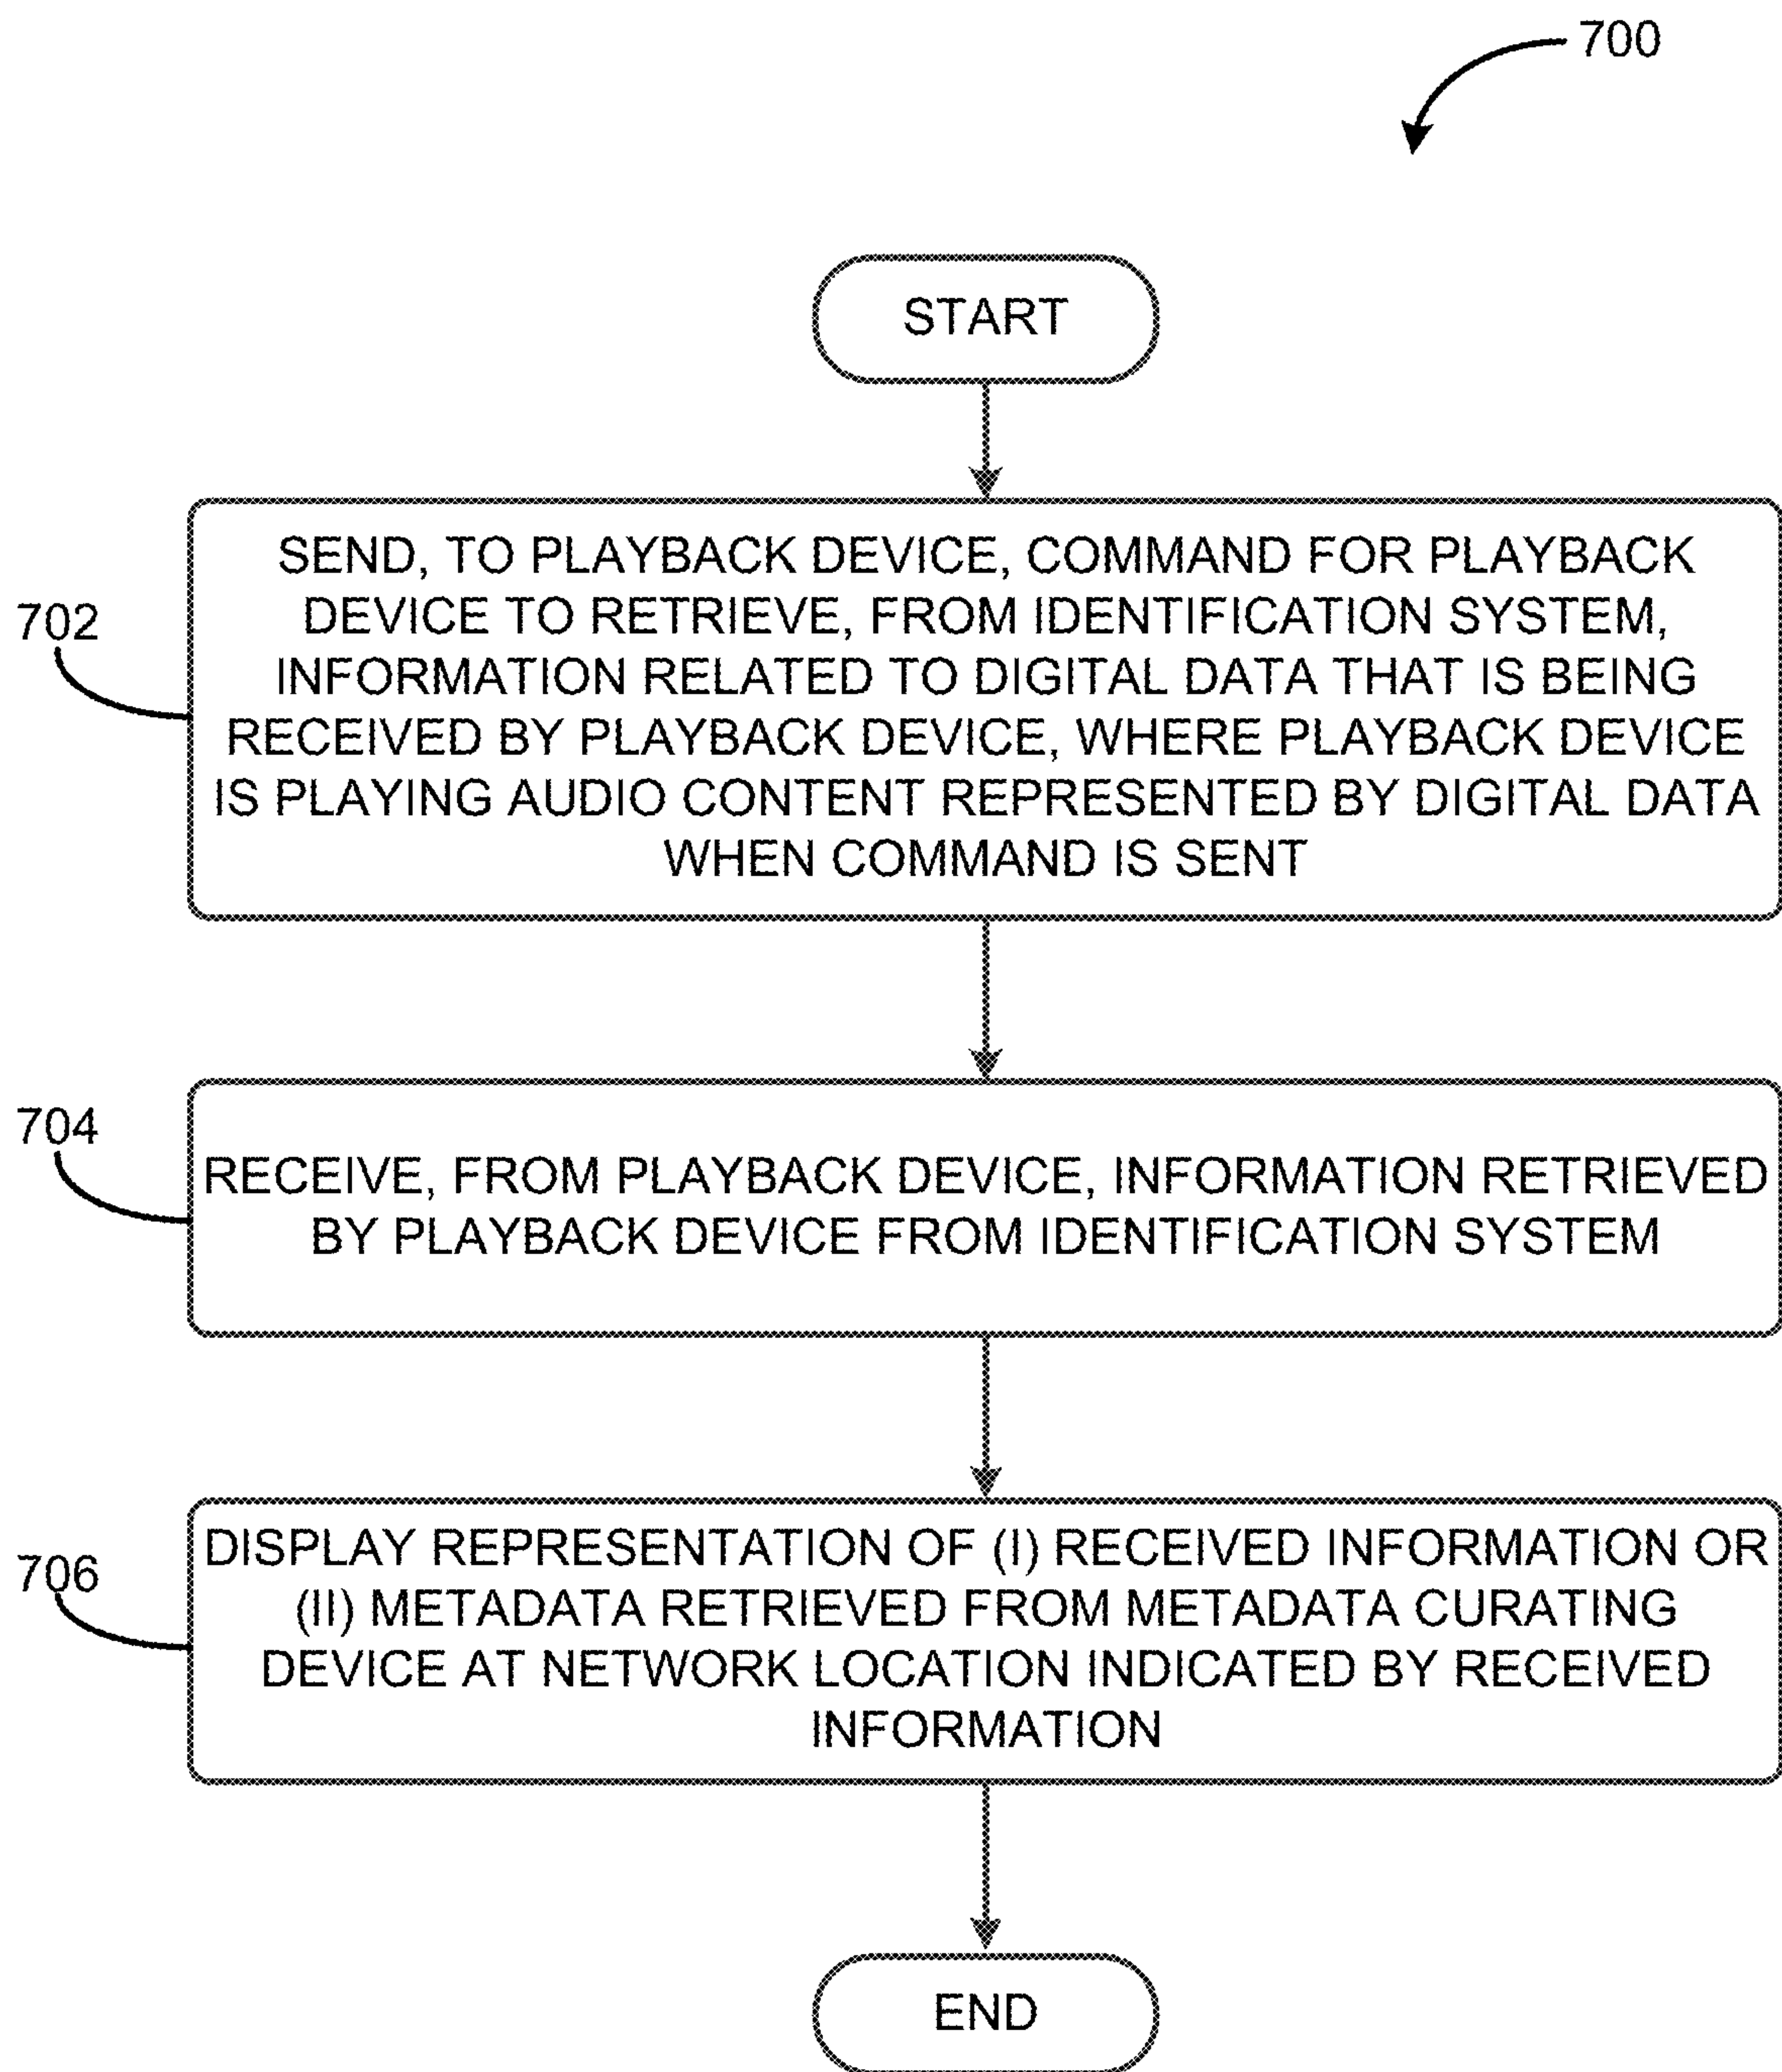 700
START
702
SEND, TO PLAYBACK DEVICE, COMMAND FOR PLAYBACK
DEVICE TO RETRIEVE, FROM IDENTIFICATION SYSTEM,
INFORMATION RELATED TO DIGITAL DATA THAT IS BEING
RECEIVED BY PLAYBACK DEVICE, WHERE PLAYBACK DEVICE
IS PLAYING AUDIO CONTENT REPRESENTED BY DIGITAL DATA
WHEN COMMAND IS SENT
704
RECEIVE, FROM PLAYBACK DEVICE, INFORMATION RETRIEVED
BY PLAYBACK DEVICE FROM IDENTIFICATION SYSTEM
706
DISPLAY REPRESENTATION OF (I) RECEIVED INFORMATION OR
(II) METADATA RETRIEVED FROM METADATA CURATING
DEVICE AT NETWORK LOCATION INDICATED BY RECEIVED
INFORMATION
END